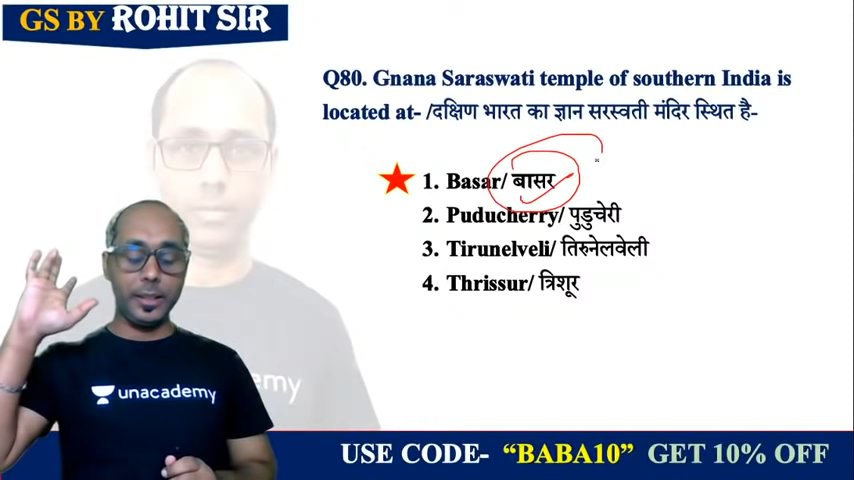 GS BY ROHIT SIR
Q80. Gnana Saraswati temple of southern India is
located at- /दक्षिण भारत का ज्ञान सरस्वती मंदिर स्थित है-
1. Basar/ बासर
2. Puducherry/ पुडुचेरी
3. Tirunelveli/ तिरुनेलवेली
4. Thrissur/ त्रिशूर
unacademy
emy
USE CODE- “BABA10” GET 10% OFF